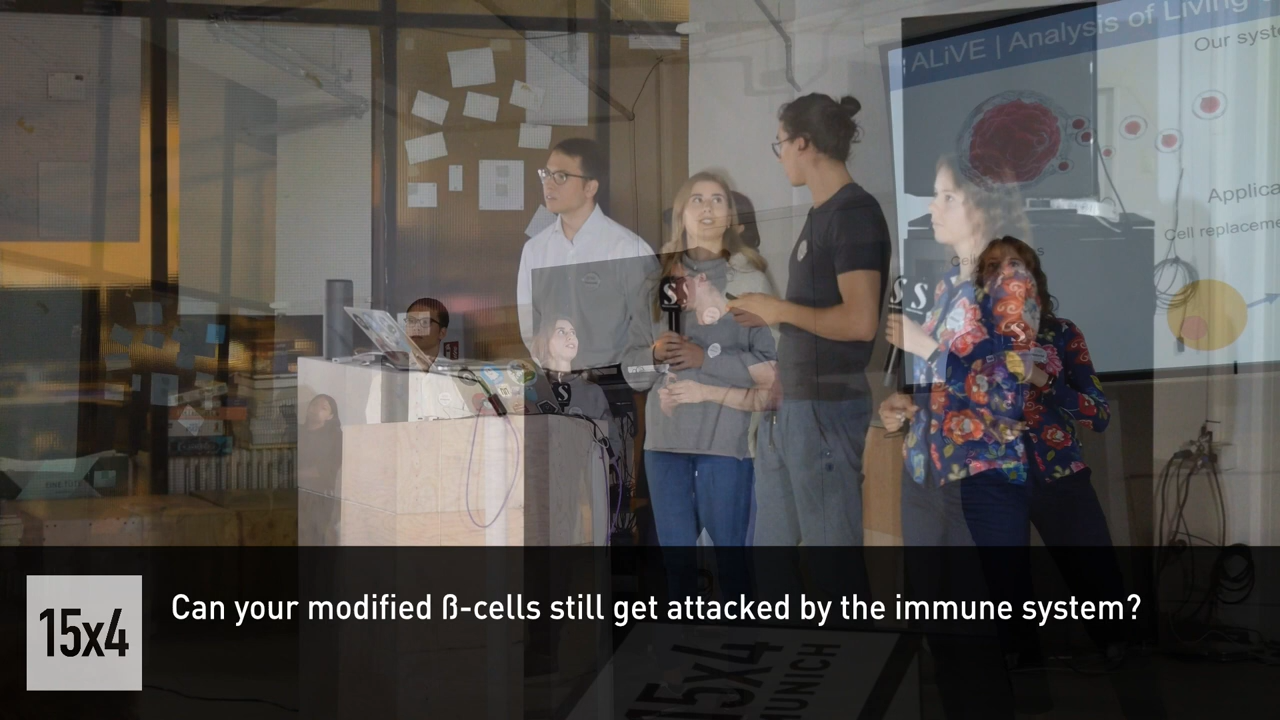 ALiVE | Analysis of Living
Our syste
Applica
Cell replaceme
S S
S S
S
15x4
Can your modified ß-cells still get attacked by the immune system?
15x4
MUNICH